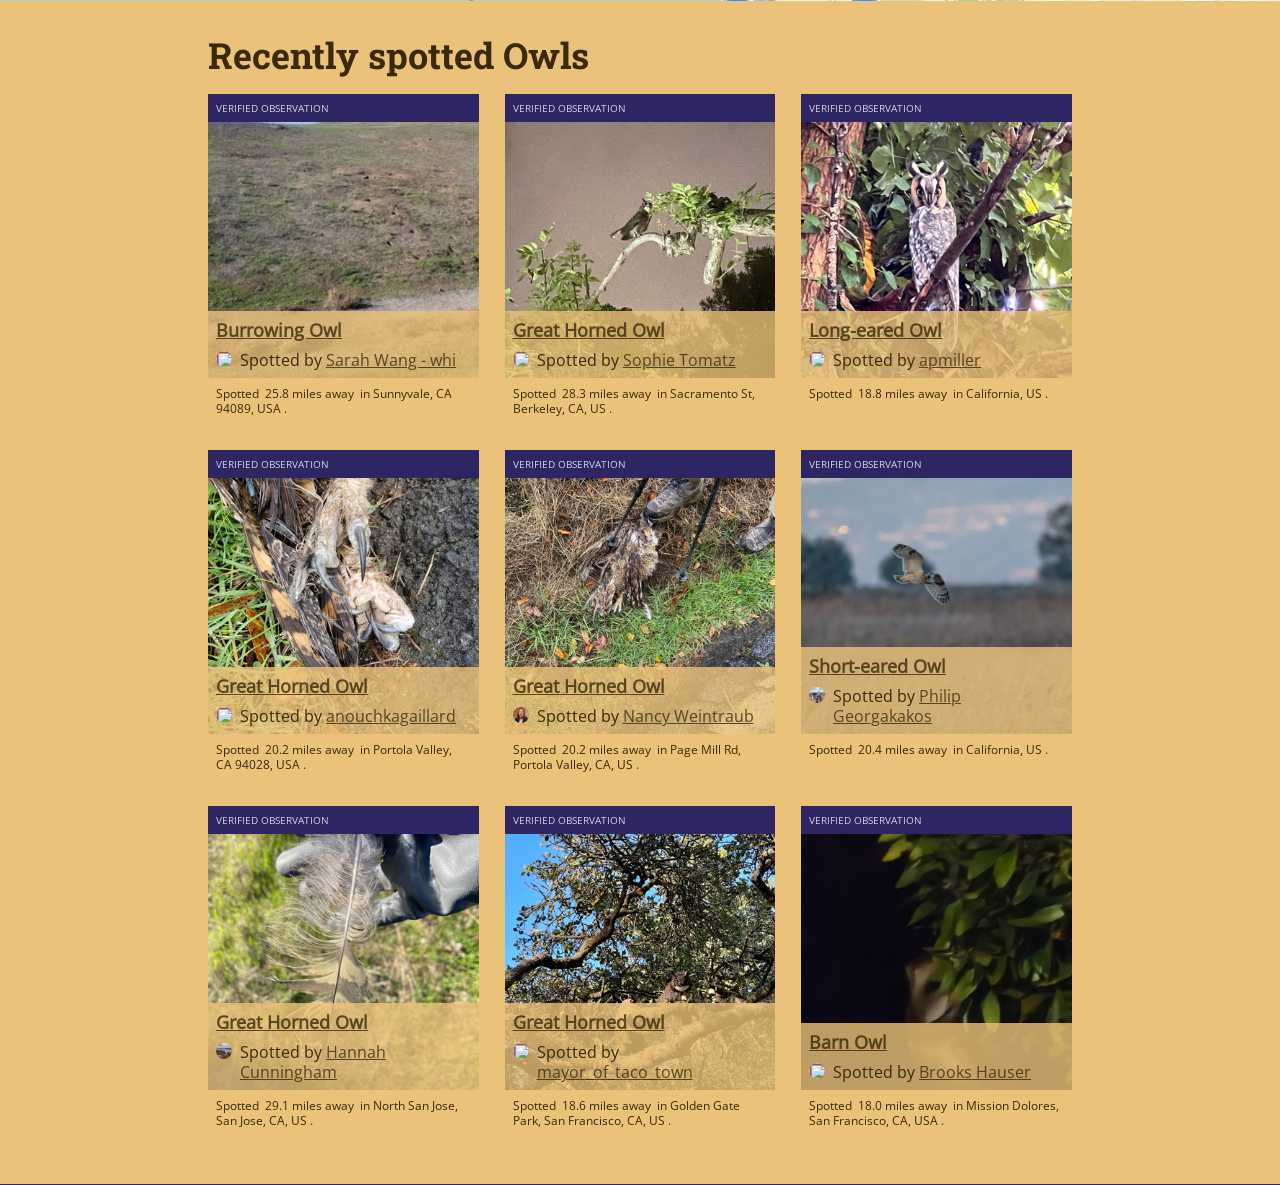 Recently spotted Owls
VERIFIED OBSERVATION
Burrowing Owl
Spotted by Sarah Wang - whi
Spotted 25.8 miles away in Sunnyvale, CA
94089, USA .
VERIFIED OBSERVATION
Great Horned Owl
Spotted by Sophie Tomatz
Spotted 28.3 miles away in Sacramento St,
Berkeley, CA, US .
VERIFIED OBSERVATION
Long-eared Owl
Spotted by apmiller
Spotted 18.8 miles away in California, US .
VERIFIED OBSERVATION
Great Horned Owl
Spotted by anouchkagaillard
Spotted 20.2 miles away in Portola Valley,
CA 94028, USA .
VERIFIED OBSERVATION
Great Horned Owl
Spotted by Nancy Weintraub
Spotted 20.2 miles away in Page Mill Rd,
Portola Valley, CA, US .
VERIFIED OBSERVATION
Short-eared Owl
Spotted by Philip
Georgakakos
Spotted 20.4 miles away in California, US .
VERIFIED OBSERVATION
Great Horned Owl
Spotted by Hannah
Cunningham
Spotted 29.1 miles away in North San Jose,
San Jose, CA, US .
VERIFIED OBSERVATION
Great Horned Owl
Spotted by
mayor_of_taco_town
Spotted 18.6 miles away in Golden Gate
Park, San Francisco, CA, US .
VERIFIED OBSERVATION
Barn Owl
Spotted by Brooks Hauser
Spotted 18.0 miles away in Mission Dolores,
San Francisco, CA, USA .